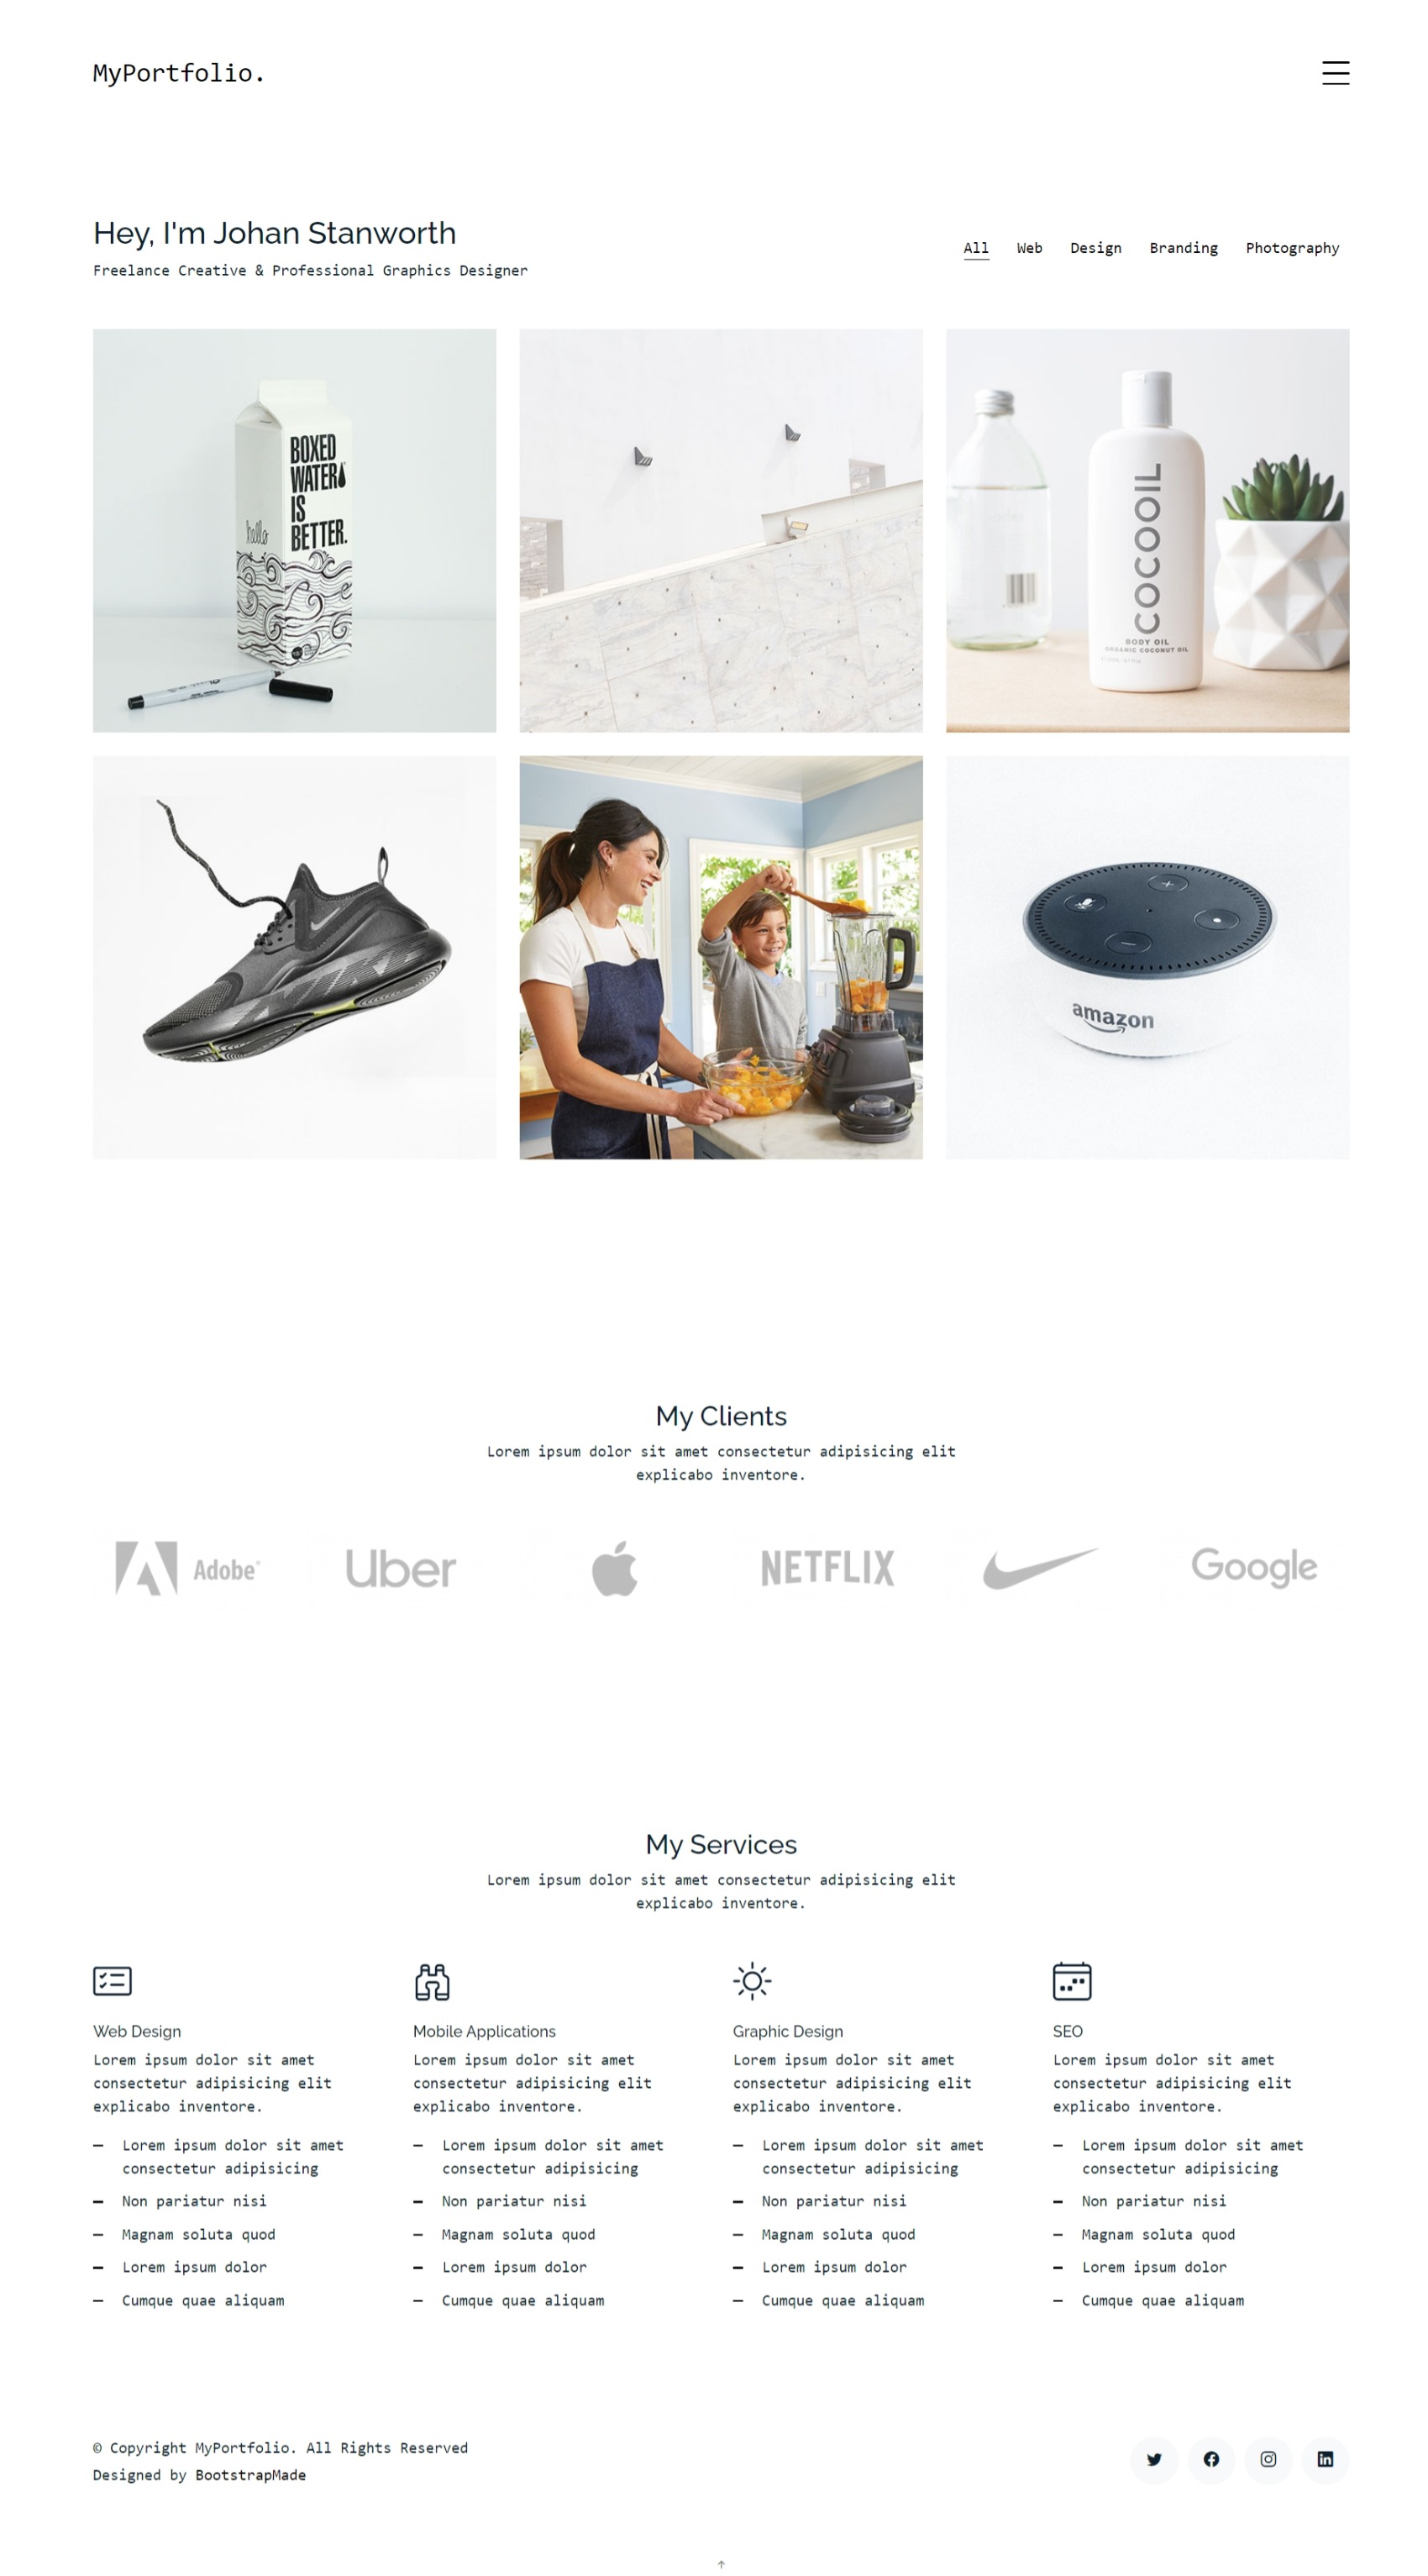 MyPortfolio.
Hey, I'm Johan Stanworth
Freelance Creative & Professional Graphics Designer
All Web Design Branding Photography
BOXED
WATER
IS
BETTER.
hello
COCOOIL
BODY OIL
ORGANIC COCONUT OIL
amazon
My Clients
Lorem ipsum dolor sit amet consectetur adipisicing elit
explicabo inventore.
Adobe Uber NETFLIX Google
My Services
Lorem ipsum dolor sit amet consectetur adipisicing elit
explicabo inventore.
Web Design
Lorem ipsum dolor sit amet
consectetur adipisicing elit
explicabo inventore.
Lorem ipsum dolor sit amet
consectetur adipisicing
Non pariatur nisi
Magnam soluta quod
Lorem ipsum dolor
Cumque quae aliquam
Mobile Applications
Lorem ipsum dolor sit amet
consectetur adipisicing elit
explicabo inventore.
Lorem ipsum dolor sit amet
consectetur adipisicing
Non pariatur nisi
Magnam soluta quod
Lorem ipsum dolor
Cumque quae aliquam
Graphic Design
Lorem ipsum dolor sit amet
consectetur adipisicing elit
explicabo inventore.
Lorem ipsum dolor sit amet
consectetur adipisicing
Non pariatur nisi
Magnam soluta quod
Lorem ipsum dolor
Cumque quae aliquam
SEO
Lorem ipsum dolor sit amet
consectetur adipisicing elit
explicabo inventore.
Lorem ipsum dolor sit amet
consectetur adipisicing
Non pariatur nisi
Magnam soluta quod
Lorem ipsum dolor
Cumque quae aliquam
© Copyright MyPortfolio. All Rights Reserved
Designed by BootstrapMade